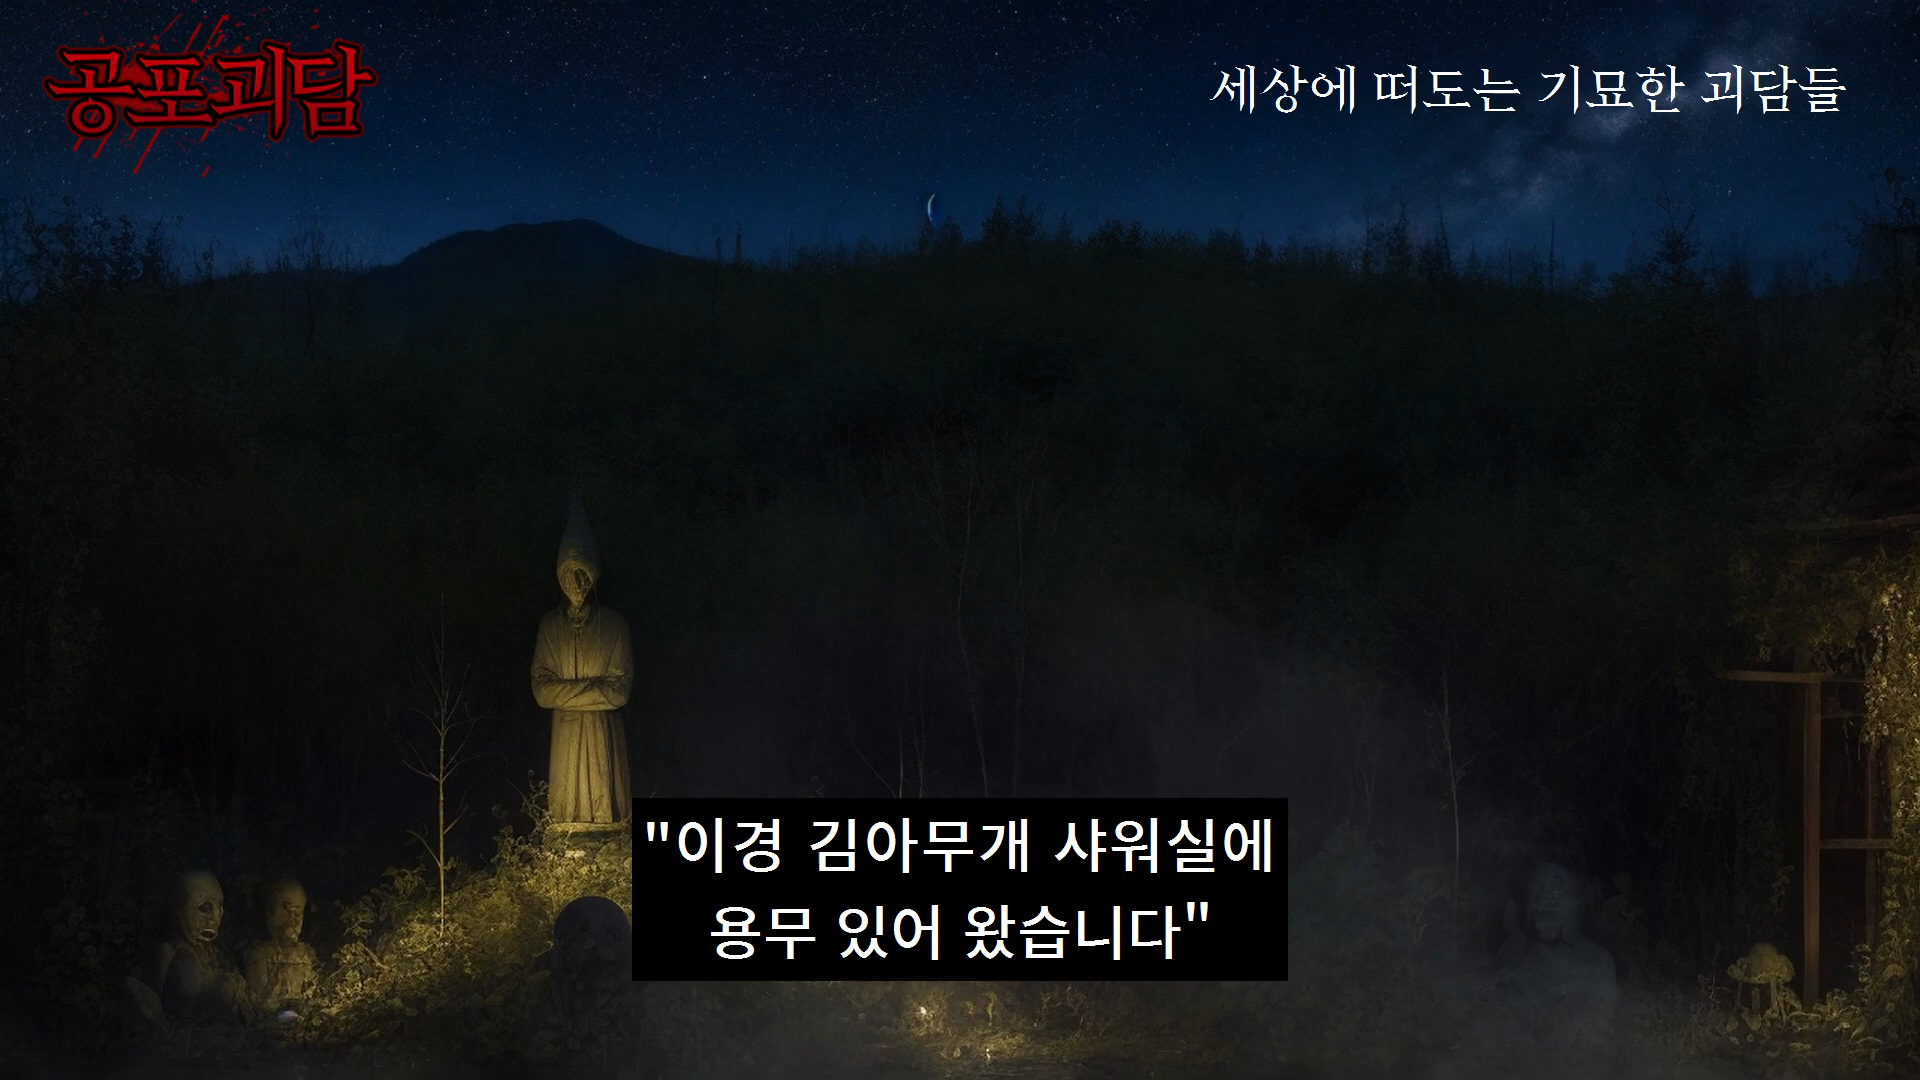 공포괴담
세상에 떠도는 기묘한 괴담들
"이경 김아무개 샤워실에
용무 있어 왔습니다"